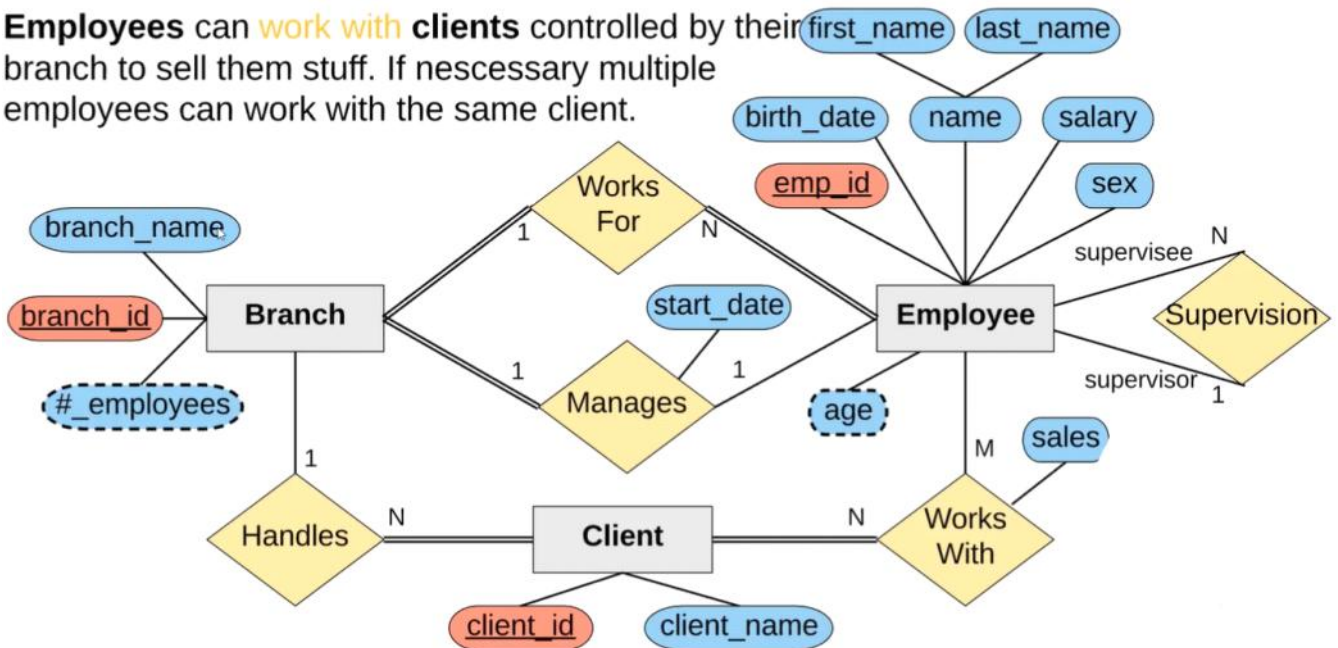 Employees can work with clients controlled by their
branch to sell them stuff. If nescessary multiple
employees can work with the same client.
first_name
last_name
birth_date
name
salary
emp_id
sex
Works
For
1
N
branch_name
branch_id
#_employees
Branch
start_date
Employee
supervisee
N
Supervision
supervisor
1
1
Manages
1
age
sales
1
M
Handles
N
Client
N
Works
With
client_id
client_name